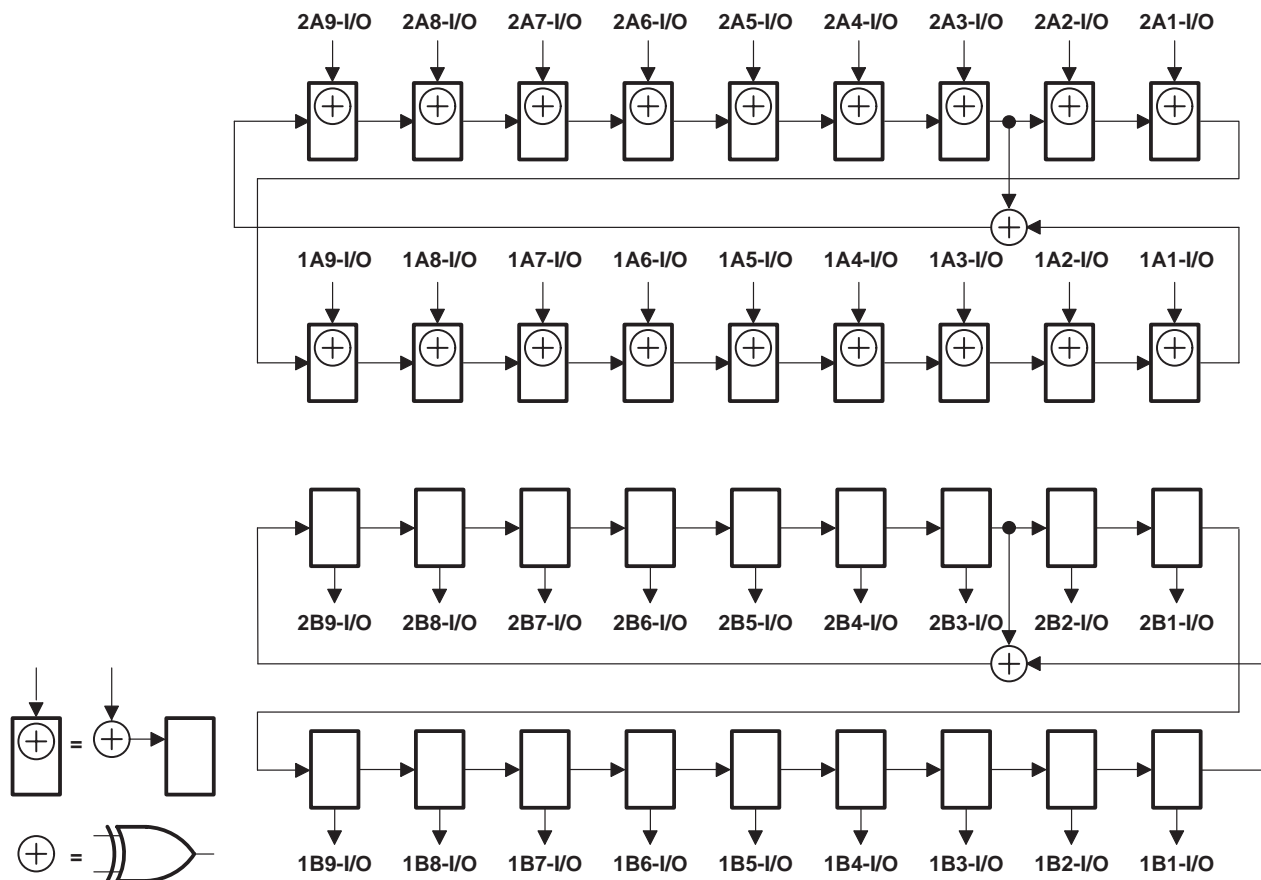 2A9-I/O 2A8-I/O 2A7-I/O 2A6-I/O 2A5-I/O 2A4-I/O 2A3-I/O 2A2-I/O 2A1-I/O
1A9-I/O 1A8-I/O 1A7-I/O 1A6-I/O 1A5-I/O 1A4-I/O 1A3-I/O 1A2-I/O 1A1-I/O
2B9-I/O 2B8-I/O 2B7-I/O 2B6-I/O 2B5-I/O 2B4-I/O 2B3-I/O 2B2-I/O 2B1-I/O
=
=
1B9-I/O 1B8-I/O 1B7-I/O 1B6-I/O 1B5-I/O 1B4-I/O 1B3-I/O 1B2-I/O 1B1-I/O